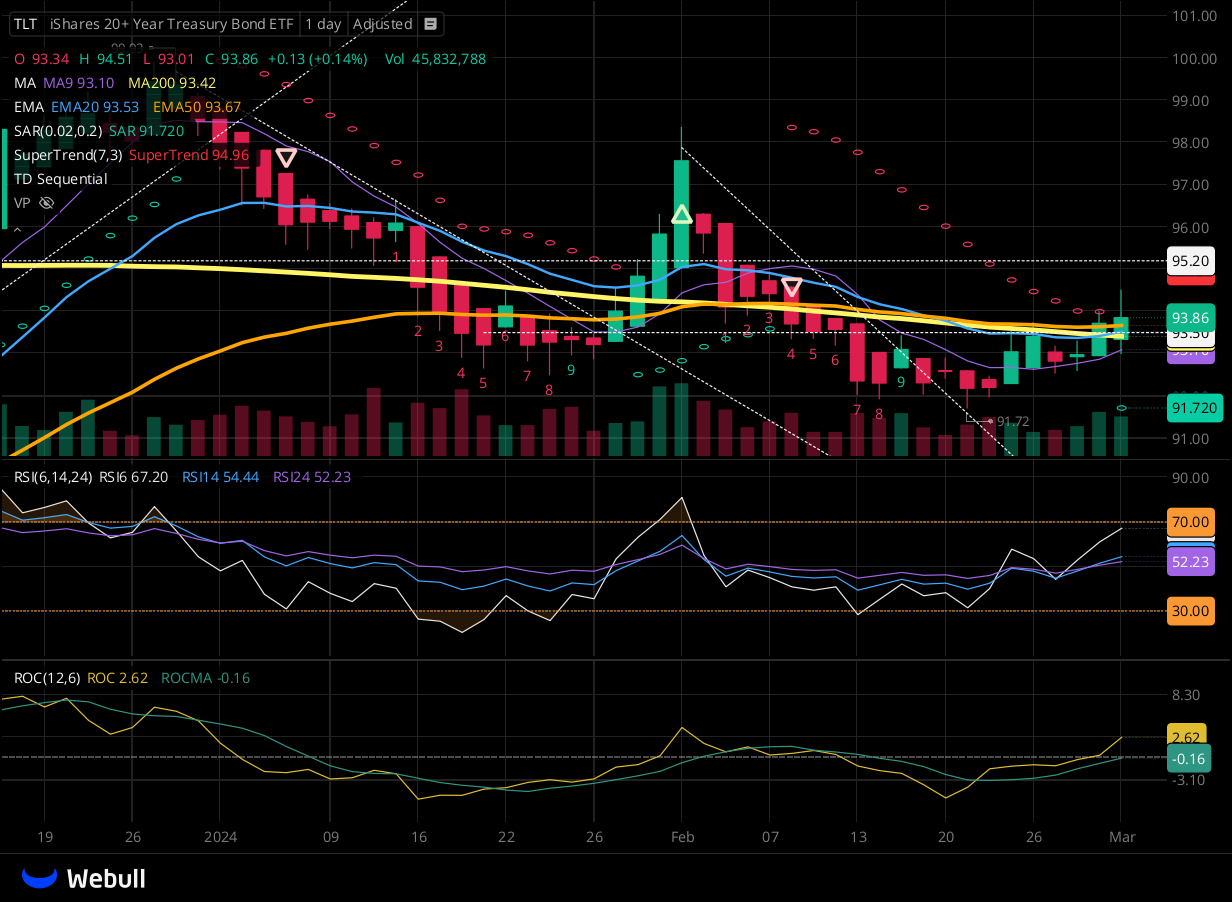 TLT iShares 20+ Year Treasury Bond ETF 1 day Adjusted
O 93.34 H 94.51 L 93.01 C 93.86 +0.13 (+0.14%) Vol 45,832,788
MA MA9 93.10 MA200 93.42
EMA EMA20 93.53 EMA50 93.67
SAR(0.02,0.2) SAR 91.720
SuperTrend(7,3) SuperTrend 94.96
TD Sequential
VP
101.00
100.00
99.00
98.00
97.00
96.00
95.20
93.86
93.50
91.720
91.00
1 2 3 4 5 6 7 8 9
2 3 4 5 6 7 8 9
91.72
RSI(6,14,24) RSI6 67.20 RSI14 54.44 RSI24 52.23
90.00
70.00
52.23
30.00
ROC(12,6) ROC 2.62 ROCMA -0.16
8.30
2.62
-0.16
-3.10
19 26 2024 09 16 22 26 Feb 07 13 20 26 Mar
Webull